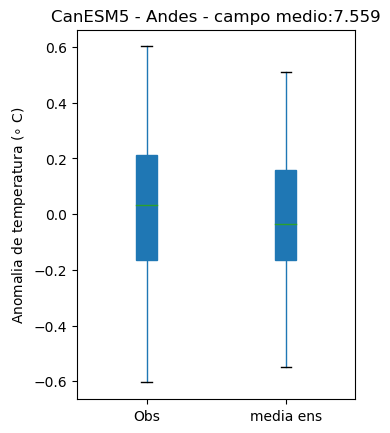 CanESM5 - Andes - campo medio:7.559
Anomalia de temperatura (∘ C)
0.6
0.4
0.2
0.0
−0.2
−0.4
−0.6
Obs
media ens